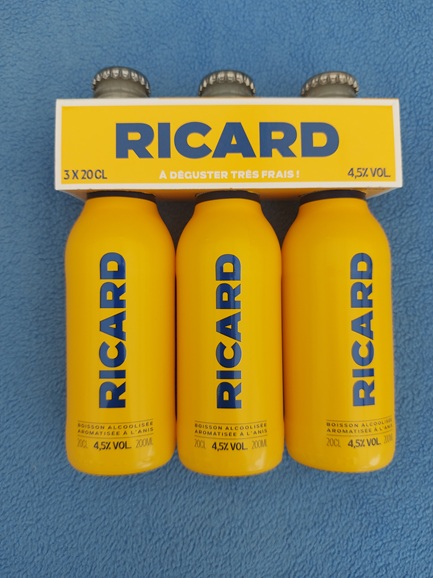 RICARD
3 X 20 CL
À DÉGUSTER TRÈS FRAIS !
4,5% VOL.
RICARD
BOISSON ALCOOLISÉE
AROMATISÉE À L'ANIS
20CL 4,5% VOL. 200ML
RICARD
BOISSON ALCOOLISÉE
AROMATISÉE À L'ANIS
20CL 4,5% VOL. 200ML
RICARD
BOISSON ALCOOLISÉE
AROMATISÉE À L'ANIS
20CL 4,5% VOL. 200ML